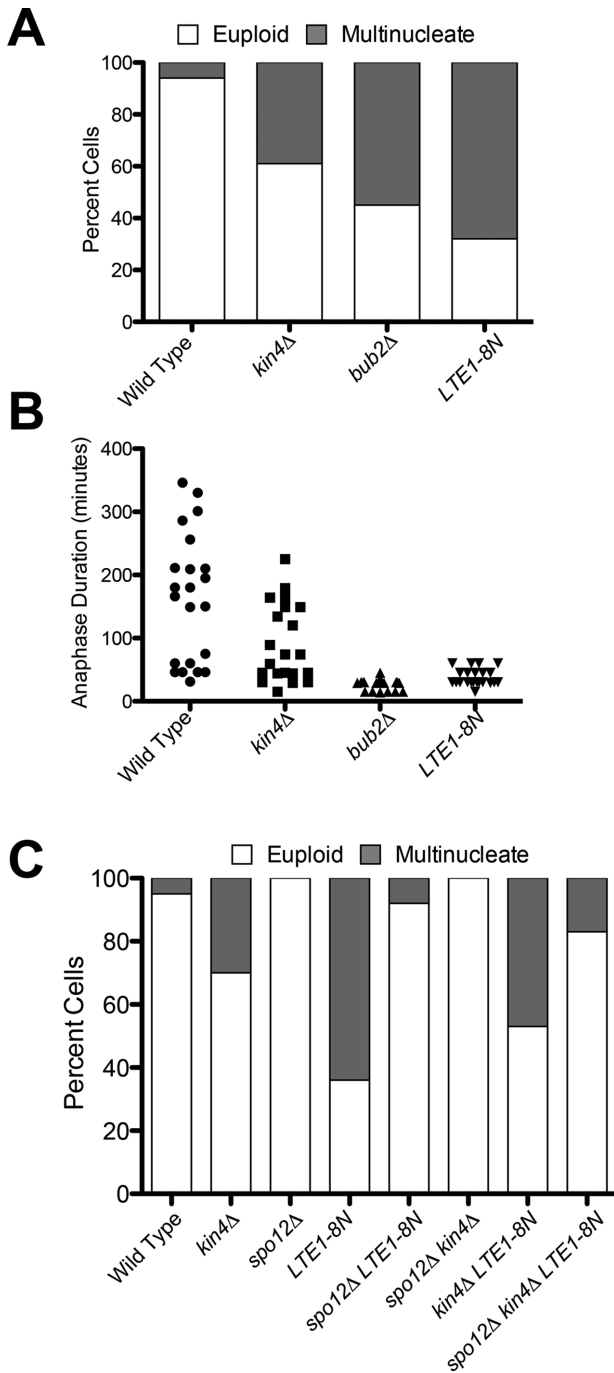 A
Euploid Multinucleate
100
80
60
40
20
0
Percent Cells
Wild Type
kin4Δ
bub2Δ
LTE1-8N
B
400
300
200
100
0
Anaphase Duration (minutes)
Wild Type
kin4Δ
bub2Δ
LTE1-8N
C
Euploid Multinucleate
100
80
60
40
20
0
Percent Cells
Wild Type
kin4Δ
spo12Δ
LTE1-8N
spo12Δ LTE1-8N
spo12Δ kin4Δ
kin4Δ LTE1-8N
spo12Δ kin4Δ LTE1-8N